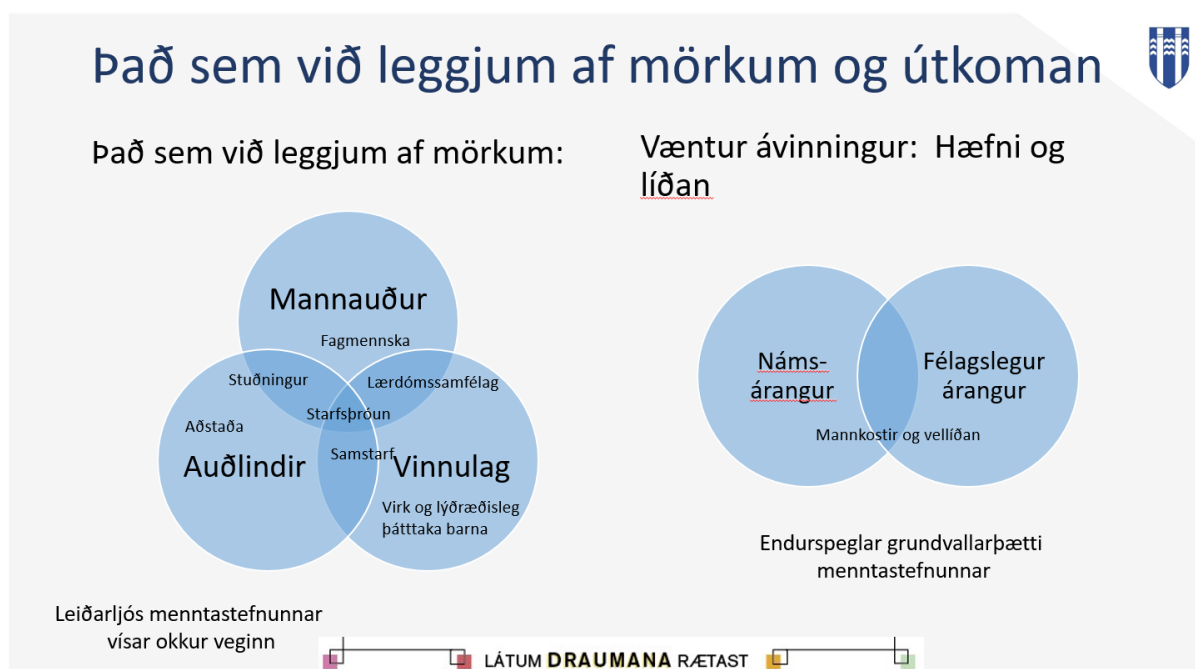 Það sem við leggjum af mörkum og útkoman
Það sem við leggjum af mörkum:
Mannauður
Fagmennska
Stuðningur
Lærdómssamfélag
Starfsþróun
Aðstaða
Samstarf
Auðlindir
Vinnulag
Virk og lýðræðisleg
þátttaka barna
Leiðarljós menntastefnunnar
vísar okkur veginn
Væntur ávinningur: Hæfni og
líðan
Náms-
árangur
Félagslegur
árangur
Mannkostir og vellíðan
Endurspeglar grundvallarþætti
menntastefnunnar
LÁTUM DRAUMANA RÆTAST